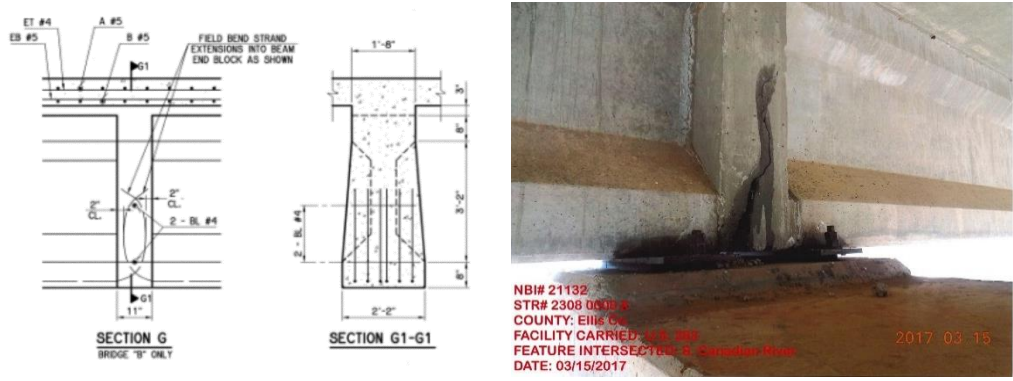 ET #4
A #5
EB #5
B #5
G1
FIELD BEND STRAND
EXTENSIONS INTO BEAM
END BLOCK AS SHOWN
2"
CL.
2"
CL.
2 - BL #4
G1
11"
SECTION G
BRIDGE "B" ONLY
1'-8"
3"
8"
3'-2"
8"
2 - BL #4
2'-2"
SECTION G1-G1
NBI# 21132
STR# 2308
COUNTY: Ellis Co.
FACILITY CARRIED: U.S.
FEATURE INTERSECTED: S. Canadian River
DATE: 03/15/2017
2017 03 15